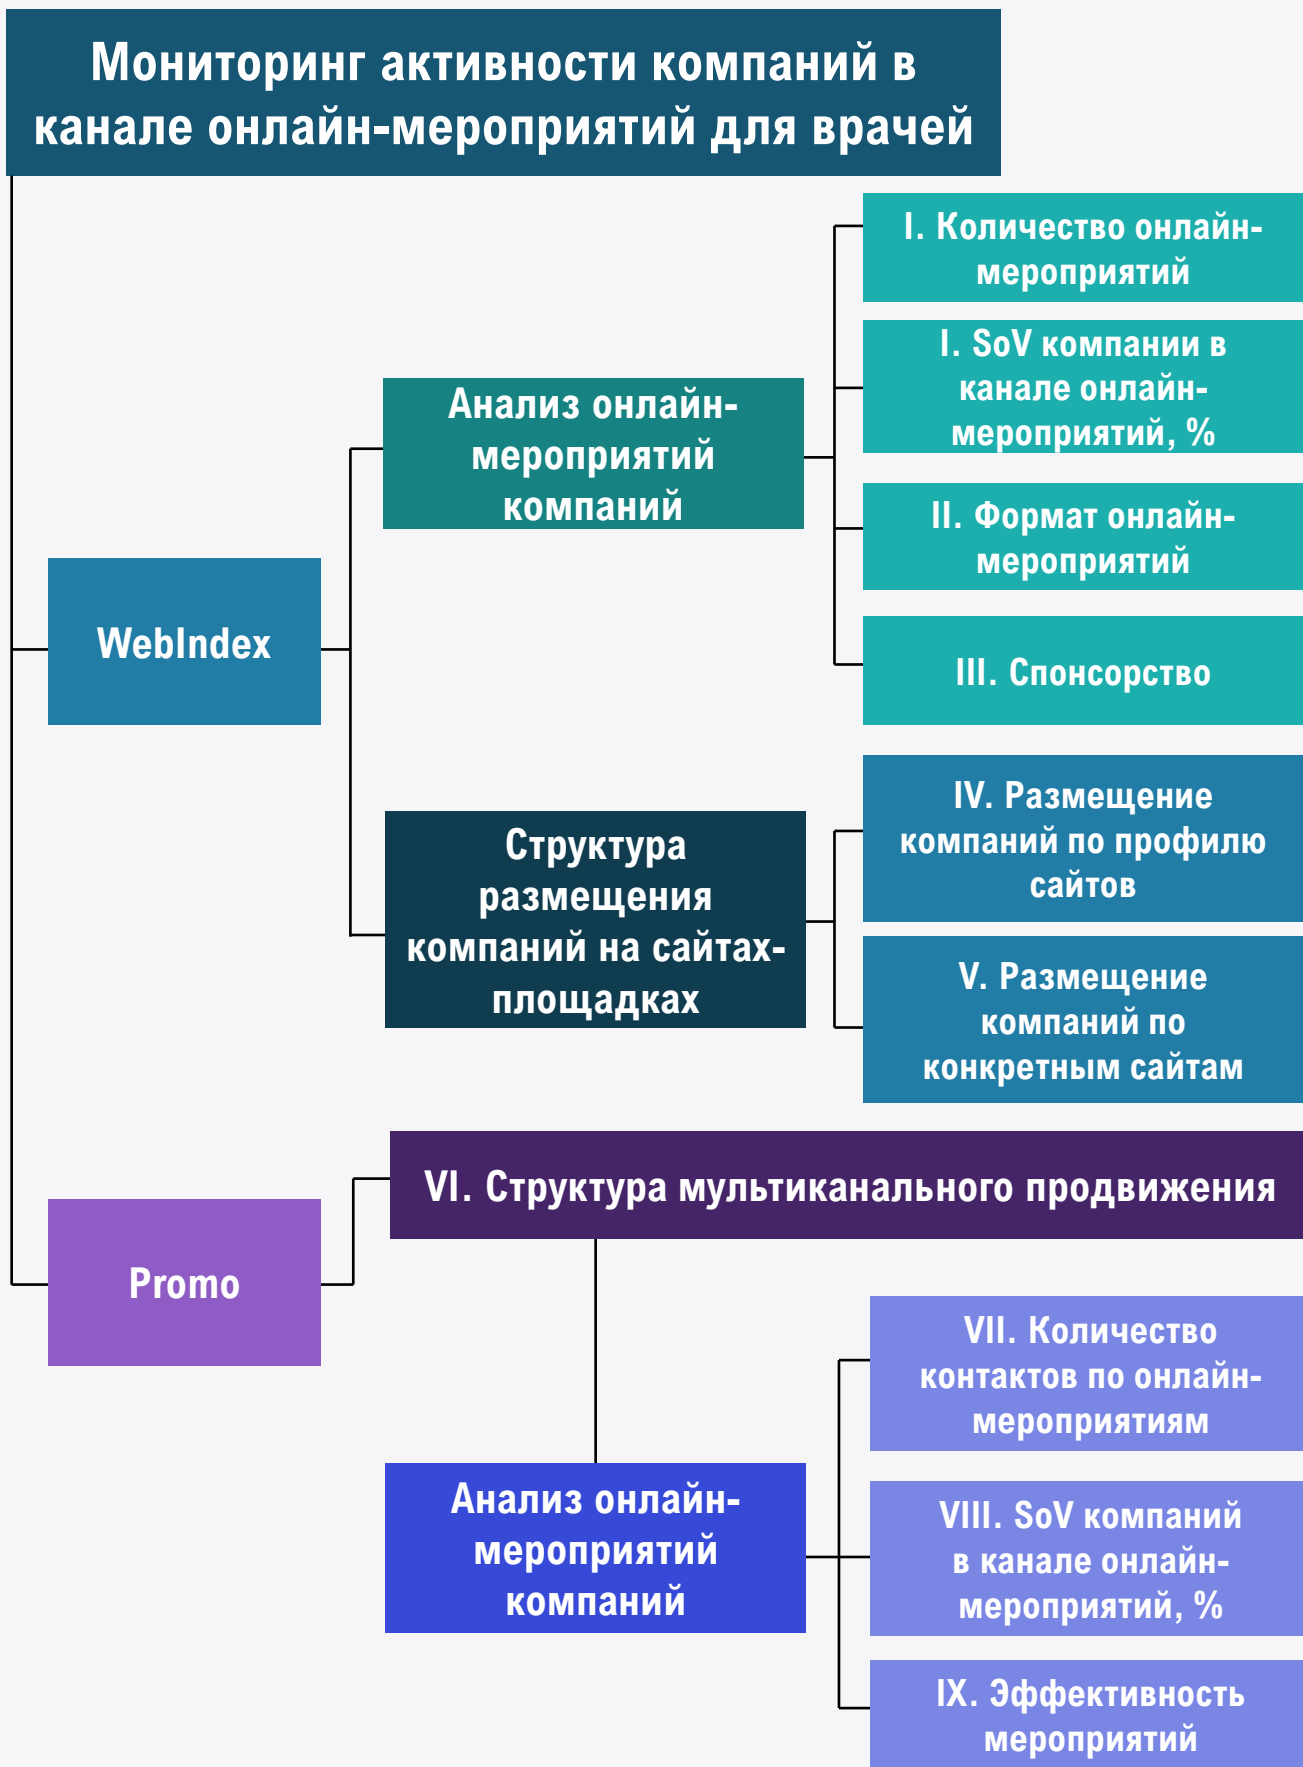 Мониторинг активности компаний в
канале онлайн-мероприятий для врачей
I. Количество онлайн-
мероприятий
I. SoV компании в
канале онлайн-
мероприятий, %
Анализ онлайн-
мероприятий
компаний
II. Формат онлайн-
мероприятий
WebIndex
III. Спонсорство
IV. Размещение
компаний по профилю
сайтов
Структура
размещения
компаний на сайтах-
площадках
V. Размещение
компаний по
конкретным сайтам
VI. Структура мультиканального продвижения
Promo
VII. Количество
контактов по онлайн-
мероприятиям
Анализ онлайн-
мероприятий
компаний
VIII. SoV компаний
в канале онлайн-
мероприятий, %
IX. Эффективность
мероприятий